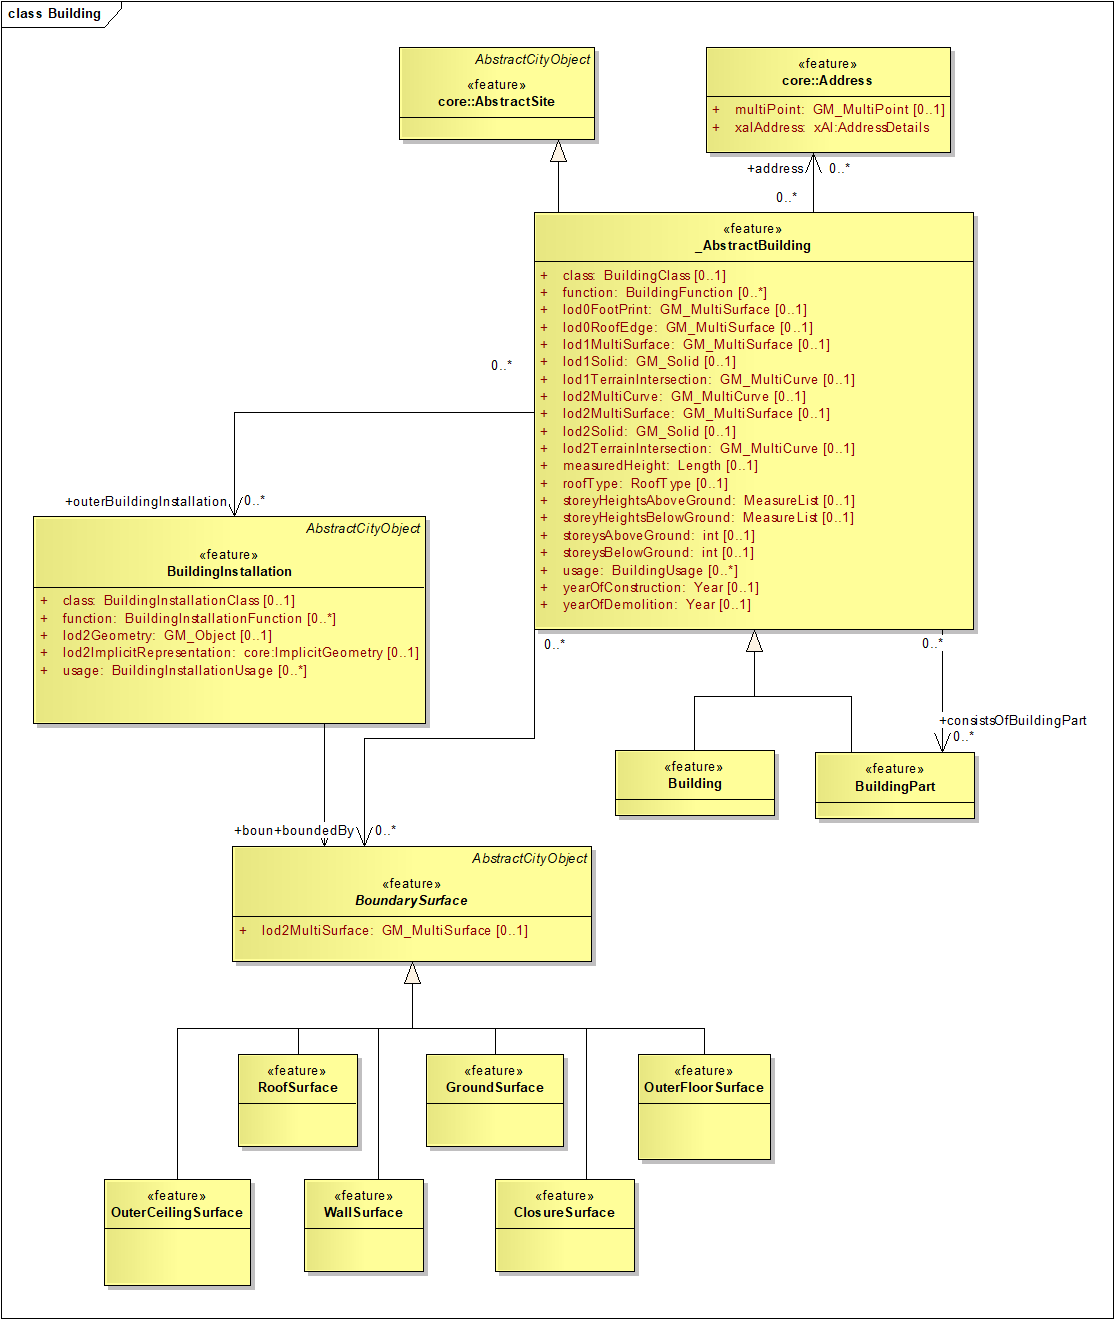 class Building
AbstractCityObject
«feature»
core::AbstractSite
«feature»
core::Address
+ multiPoint: GM_MultiPoint [0..1]
+ xalAddress: xAl:AddressDetails
+address
0..*
0..*
«feature»
_AbstractBuilding
+ class: BuildingClass [0..1]
+ function: BuildingFunction [0..*]
+ lod0FootPrint: GM_MultiSurface [0..1]
+ lod0RoofEdge: GM_MultiSurface [0..1]
+ lod1MultiSurface: GM_MultiSurface [0..1]
+ lod1Solid: GM_Solid [0..1]
+ lod1TerrainIntersection: GM_MultiCurve [0..1]
+ lod2MultiCurve: GM_MultiCurve [0..1]
+ lod2MultiSurface: GM_MultiSurface [0..1]
+ lod2Solid: GM_Solid [0..1]
+ lod2TerrainIntersection: GM_MultiCurve [0..1]
+ measuredHeight: Length [0..1]
+ roofType: RoofType [0..1]
+ storeyHeightsAboveGround: MeasureList [0..1]
+ storeyHeightsBelowGround: MeasureList [0..1]
+ storeysAboveGround: int [0..1]
+ storeysBelowGround: int [0..1]
+ usage: BuildingUsage [0..*]
+ yearOfConstruction: Year [0..1]
+ yearOfDemolition: Year [0..1]
0..*
+outerBuildingInstallation
0..*
AbstractCityObject
«feature»
BuildingInstallation
+ class: BuildingInstallationClass [0..1]
+ function: BuildingInstallationFunction [0..*]
+ lod2Geometry: GM_Object [0..1]
+ lod2ImplicitRepresentation: core:ImplicitGeometry [0..1]
+ usage: BuildingInstallationUsage [0..*]
0..*
0..*
+consistsOfBuildingPart
0..*
«feature»
Building
«feature»
BuildingPart
+boun+boundedBy
0..*
AbstractCityObject
«feature»
BoundarySurface
+ lod2MultiSurface: GM_MultiSurface [0..1]
«feature»
RoofSurface
«feature»
GroundSurface
«feature»
OuterFloorSurface
«feature»
OuterCeilingSurface
«feature»
WallSurface
«feature»
ClosureSurface